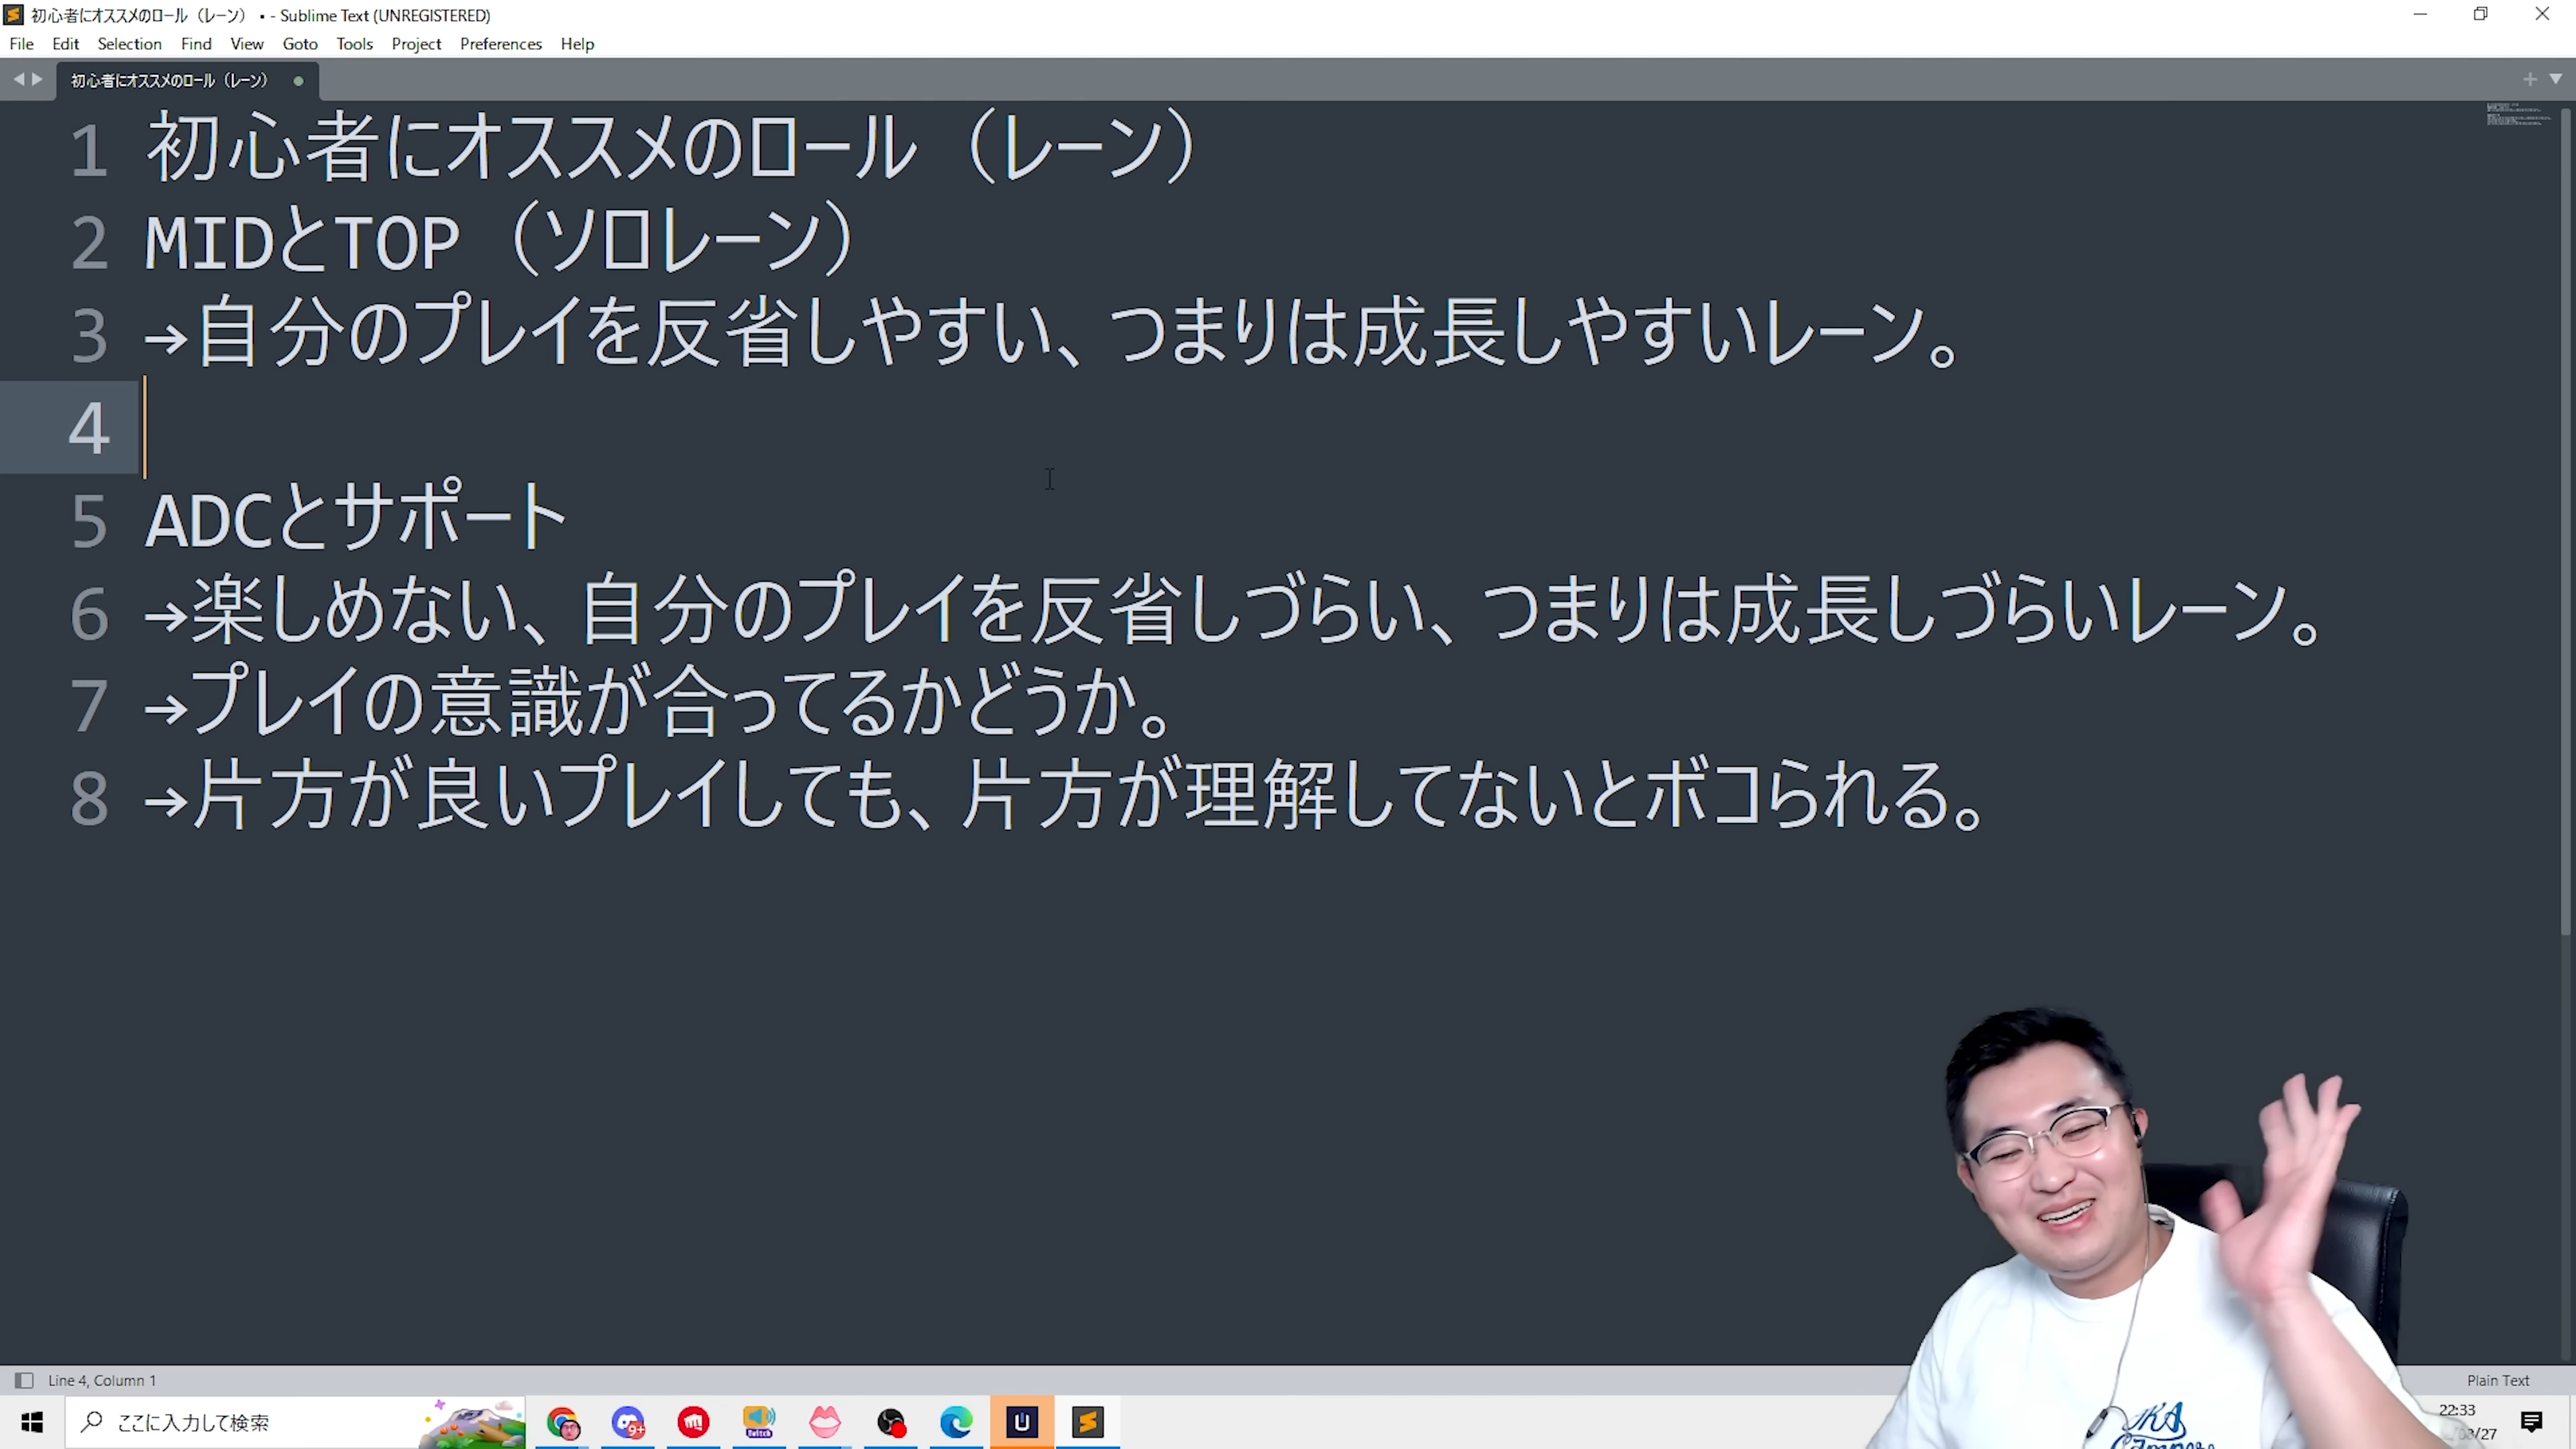 初心者にオススメのロール（レーン） • - Sublime Text (UNREGISTERED)
File Edit Selection Find View Goto Tools Project Preferences Help
初心者にオススメのロール（レーン）
1 初心者にオススメのロール（レーン）
2 MIDとTOP（ソロレーン）
3 →自分のプレイを反省しやすい、つまりは成長しやすいレーン。
4
5 ADCとサポート
6 →楽しめない、自分のプレイを反省しづらい、つまりは成長しづらいレーン。
7 →プレイの意識が合ってるかどうか。
8 →片方が良いプレイしても、片方が理解してないとボコられる。
Line 4, Column 1
Plain Text
ここに入力して検索
9+
Twitch
U
22:33
/27